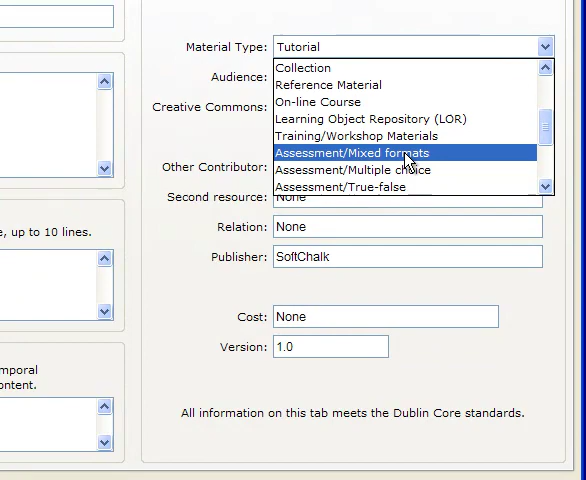 Material Type: Tutorial
Collection
Audience:
Reference Material
On-line Course
Creative Commons:
Learning Object Repository (LOR)
Training/Workshop Materials
Assessment/Mixed formats
Other Contributor:
Assessment/Multiple choice
Assessment/True-false
Second resource: None
Relation: None
e, up to 10 lines.
Publisher: SoftChalk
Cost: None
Version: 1.0
mporal
ontent.
All information on this tab meets the Dublin Core standards.